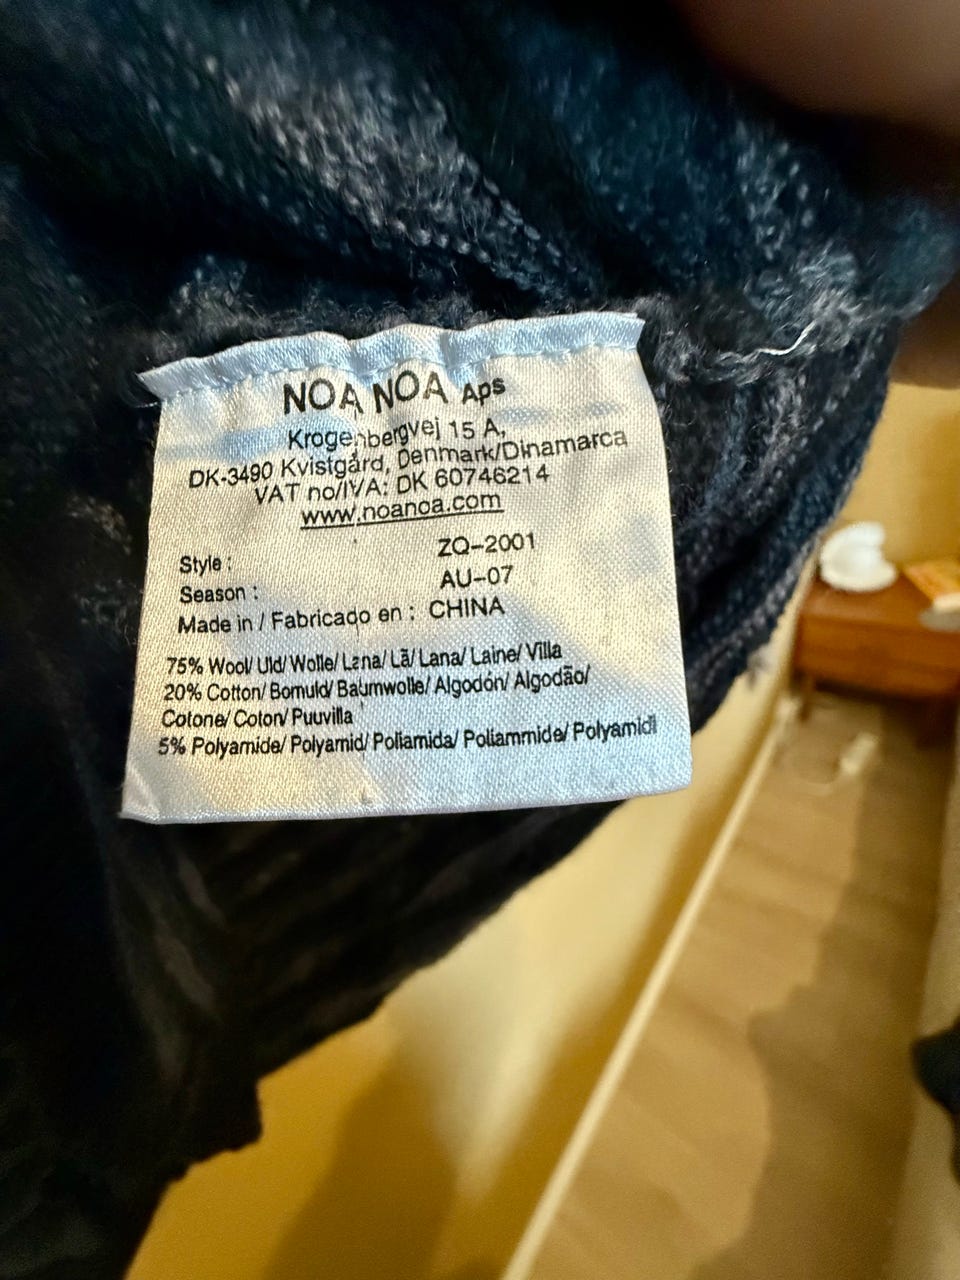 NOA NOA Aps
Krogenbergvej 15 A,
DK-3490 Kvistgård, Denmark/Dinamarca
VAT no/IVA: DK 60746214
www.noanoa.com
Style : ZQ-2001
Season : AU-07
Made in / Fabricado en : CHINA
75% Wool/ Uld/ Wolle/ Lana/ Lã/ Lana/ Laine/ Villa
20% Cotton/ Bomuld/ Baumwolle/ Algodón/ Algodão/
Cotone/ Coton/ Puuvilla
5% Polyamide/ Polyamid/ Poliamida/ Poliammide/ Polyamidi